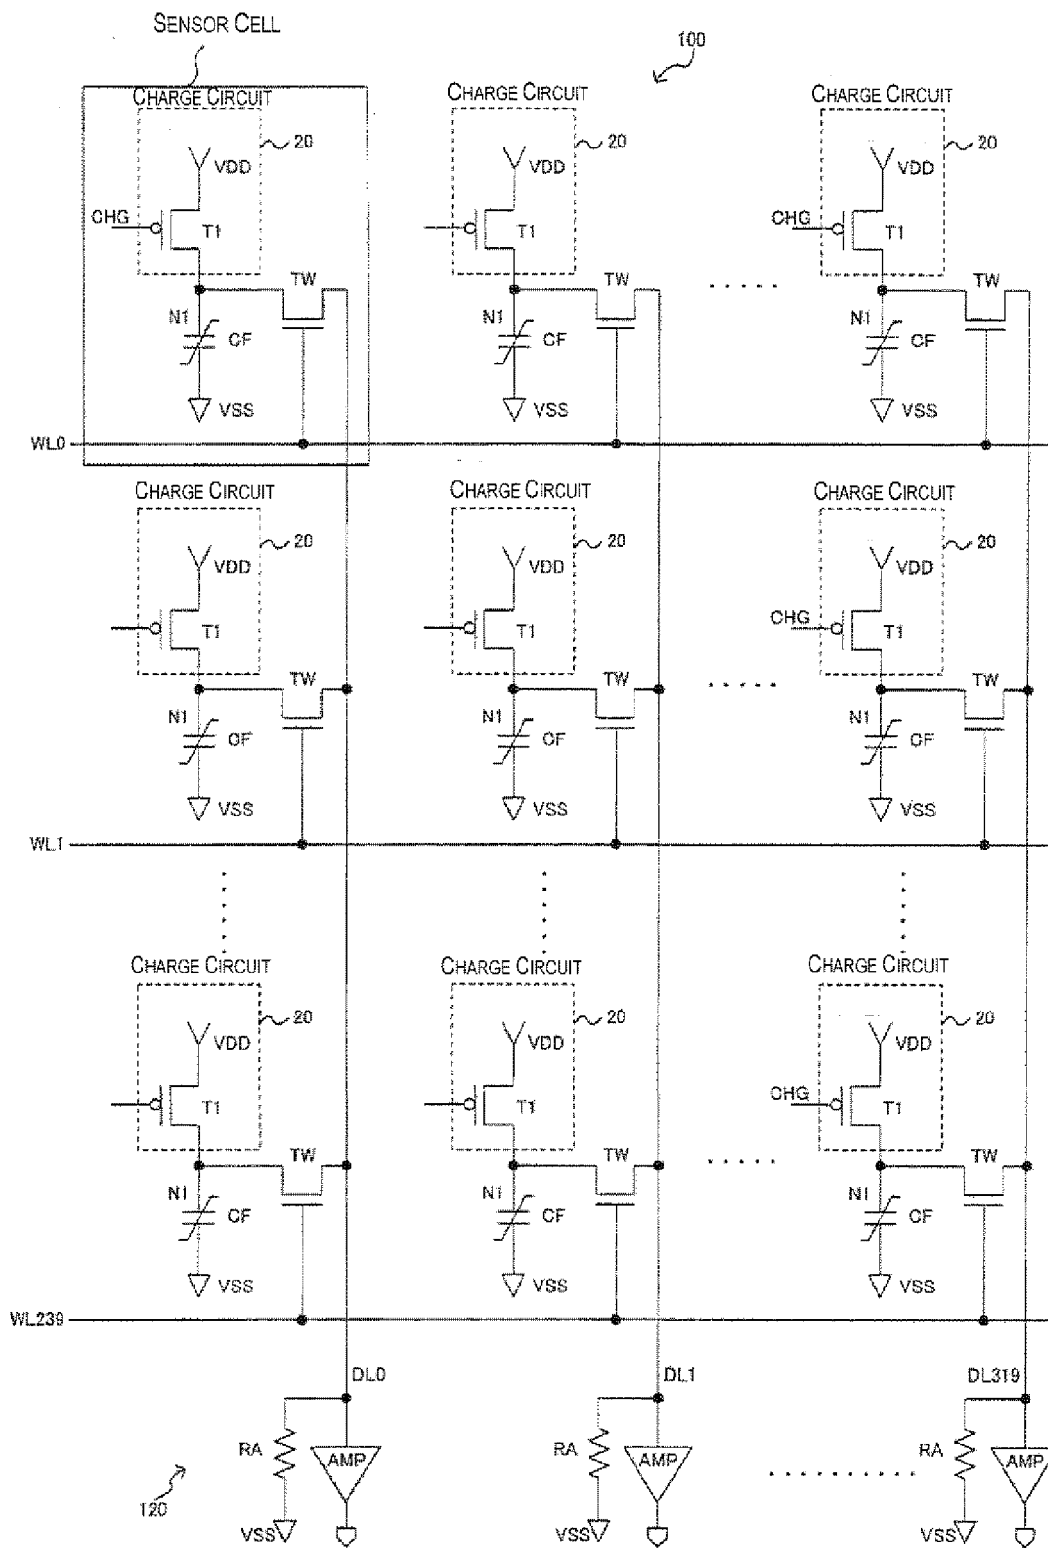 SENSOR CELL
100
CHARGE CIRCUIT CHARGE CIRCUIT CHARGE CIRCUIT
20 20 20
VDD VDD VDD
CHG T1 T1 CHG T1
TW TW TW
N1 CF N1 CF N1 CF
VSS VSS VSS
WL0
CHARGE CIRCUIT CHARGE CIRCUIT CHARGE CIRCUIT
20 20 20
VDD VDD VDD
T1 T1 CHG T1
TW TW TW
N1 CF N1 CF N1 CF
VSS VSS VSS
WL1
CHARGE CIRCUIT CHARGE CIRCUIT CHARGE CIRCUIT
20 20 20
VDD VDD VDD
T1 T1 CHG T1
TW TW TW
N1 CF N1 CF N1 CF
VSS VSS VSS
WL239
DL0 DL1 DL319
RA AMP RA AMP RA AMP
120
VSS VSS VSS